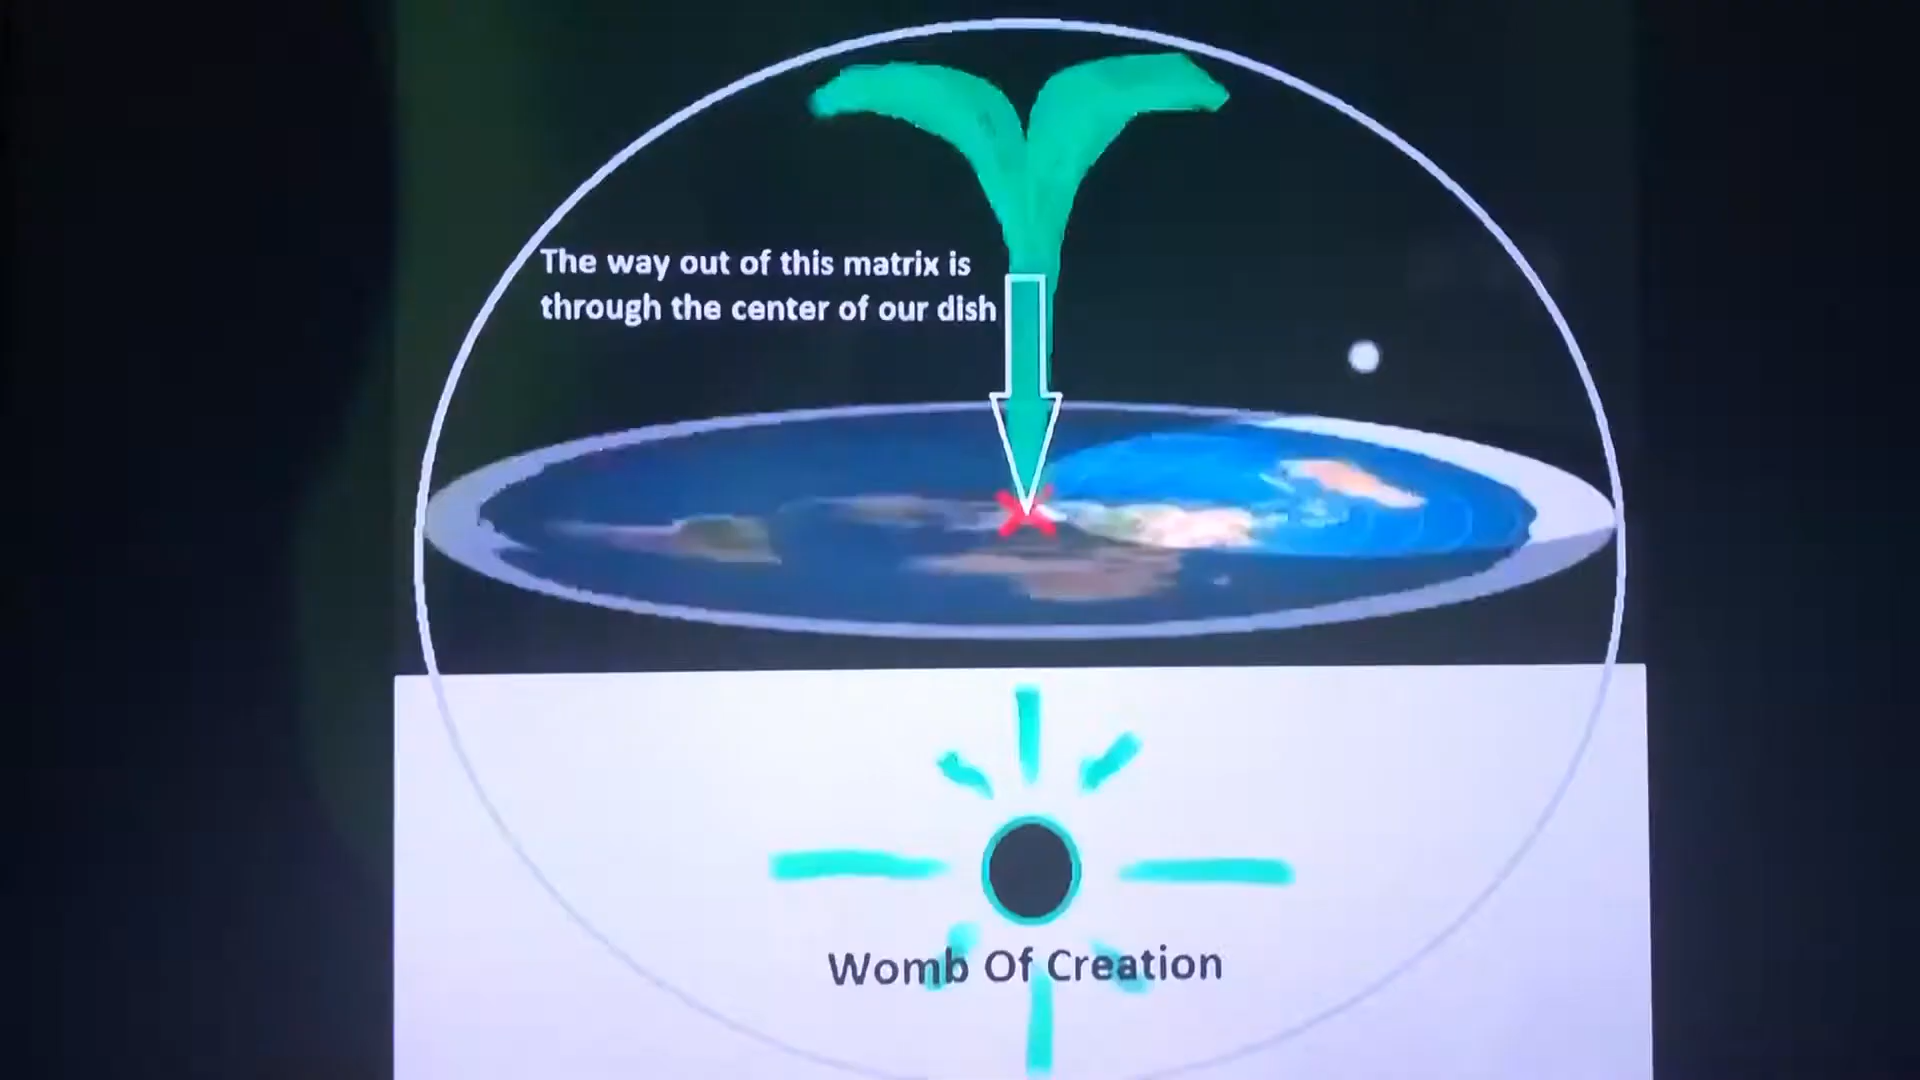 The way out of this matrix is
through the center of our dish
Womb Of Creation